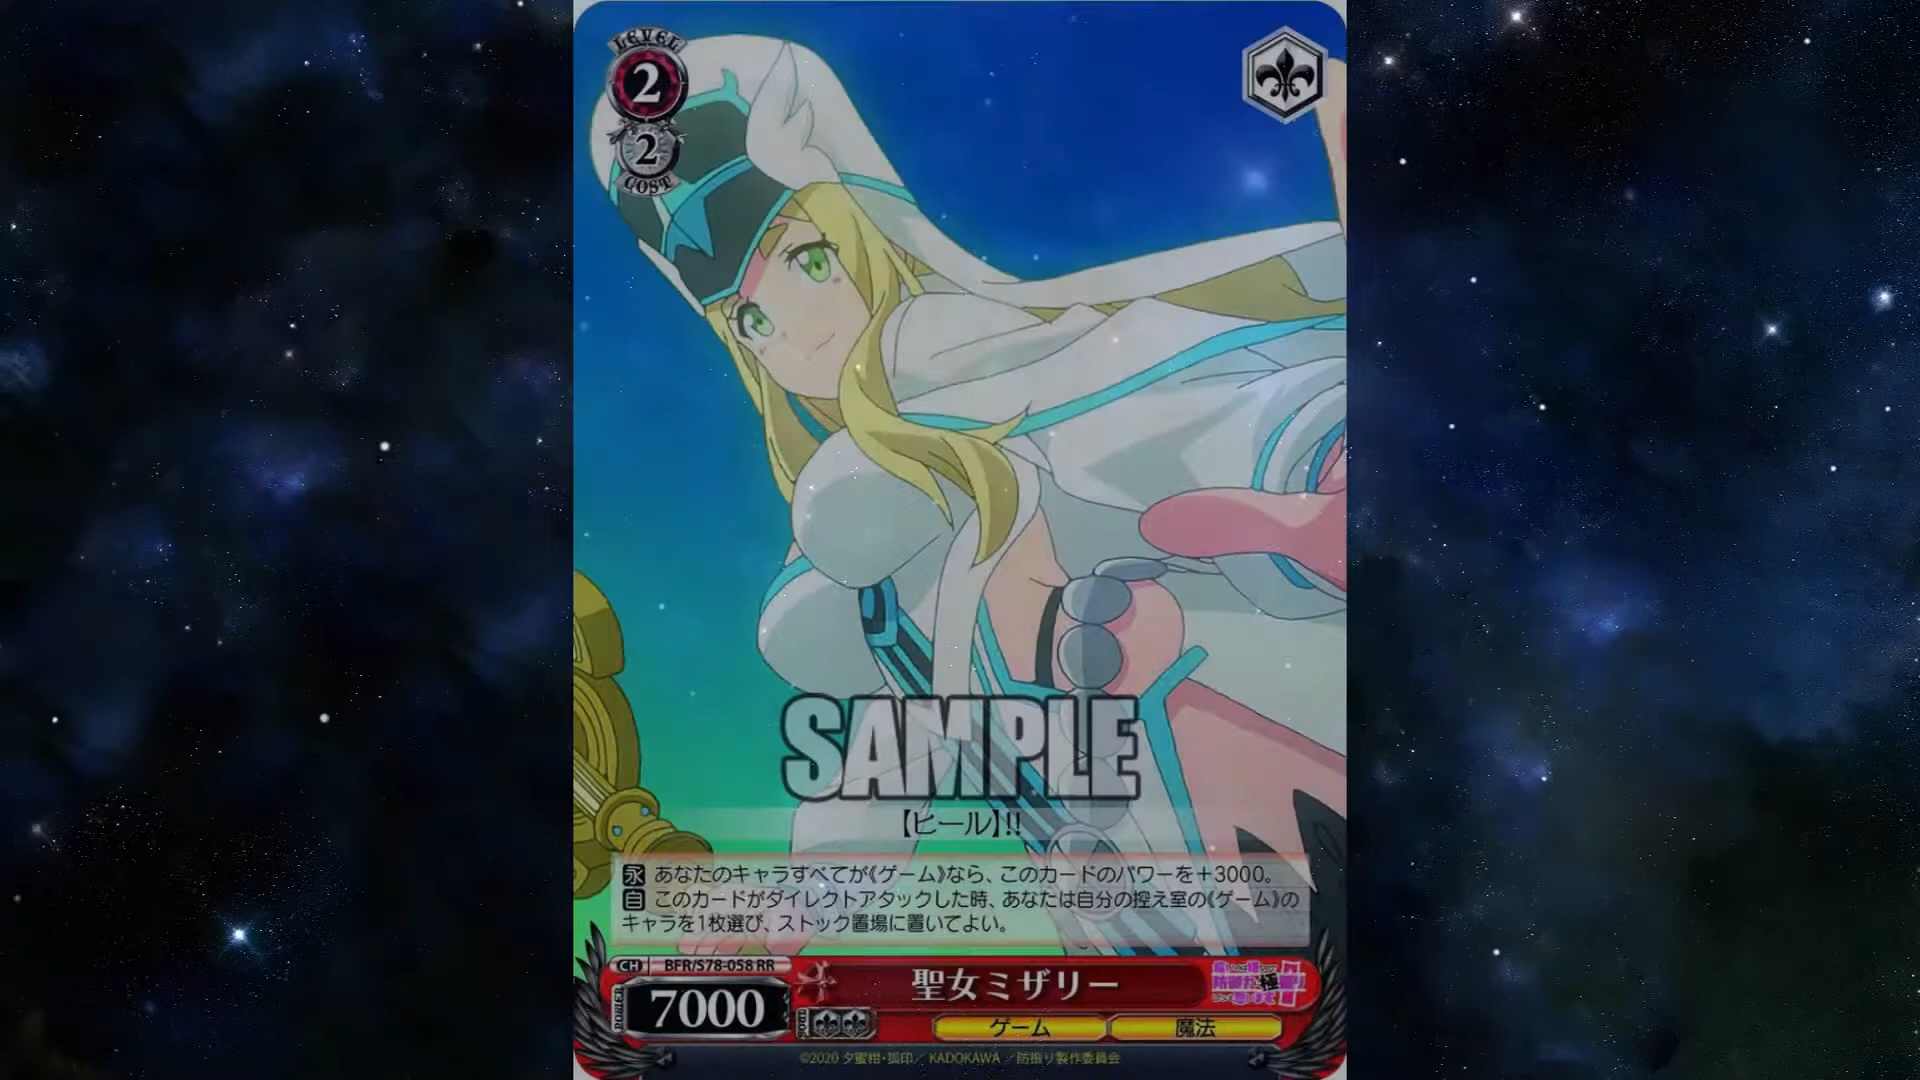 LEVEL
2
2
COST
SAMPLE
【ヒール】!!
永 あなたのキャラすべてが《ゲーム》なら、このカードのパワーを+3000。
自 このカードがダイレクトアタックした時、あなたは自分の控え室の《ゲーム》の
キャラを1枚選び、ストック置場に置いてよい。
CH BFR/S78-058 RR
POWER 7000
聖女ミザリー
SOUL
ゲーム 魔法
©2020 夕蜜柑・狐印/KADOKAWA/防振り製作委員会